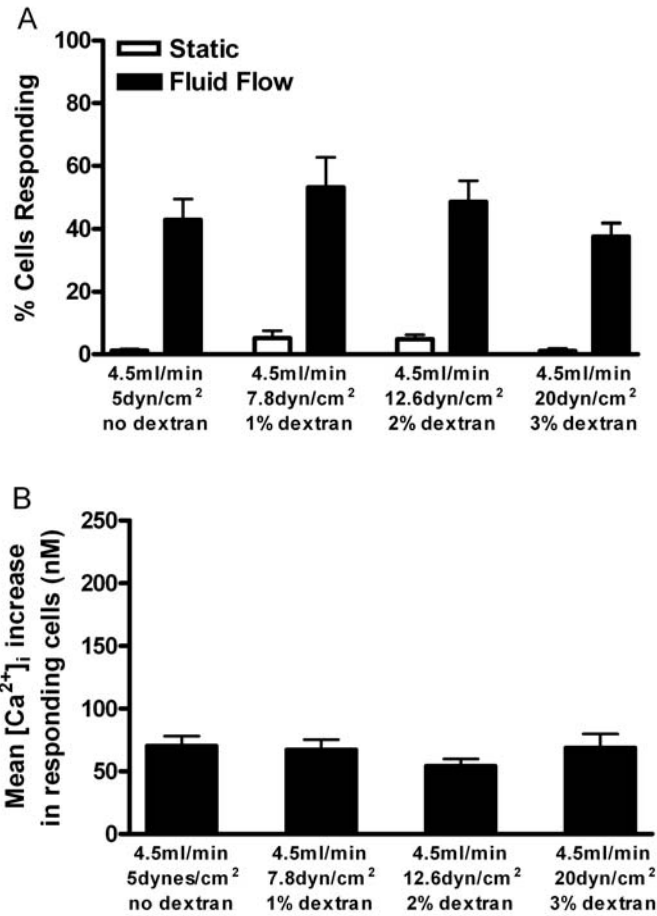 A
% Cells Responding
100
80
60
40
20
0
Static
Fluid Flow
4.5ml/min 4.5ml/min 4.5ml/min 4.5ml/min
5dyn/cm² 7.8dyn/cm² 12.6dyn/cm² 20dyn/cm²
no dextran 1% dextran 2% dextran 3% dextran
B
Mean [Ca²⁺]ᵢ increase
in responding cells (nM)
250
200
150
100
50
0
4.5ml/min 4.5ml/min 4.5ml/min 4.5ml/min
5dynes/cm² 7.8dyn/cm² 12.6dyn/cm² 20dyn/cm²
no dextran 1% dextran 2% dextran 3% dextran